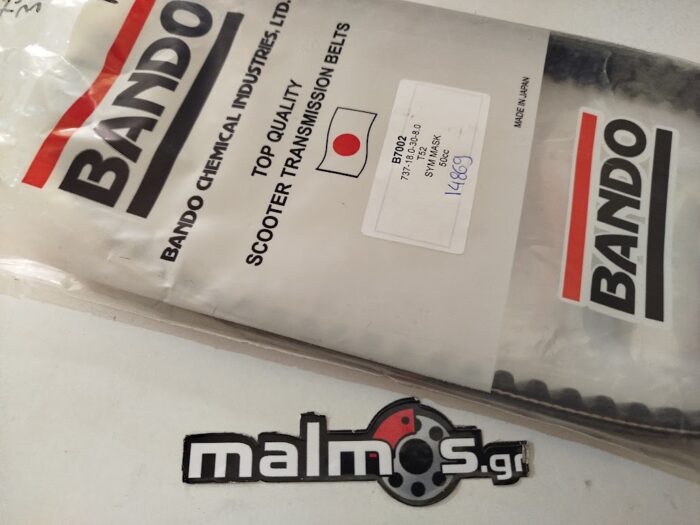 BANDO
BANDO CHEMICAL INDUSTRIES, LTD.
TOP QUALITY
SCOOTER TRANSMISSION BELTS
B7002
737-18.0-30-8.0
T52
SYM MASK
50cc
14869
MADE IN JAPAN
BANDO
malmos.gr